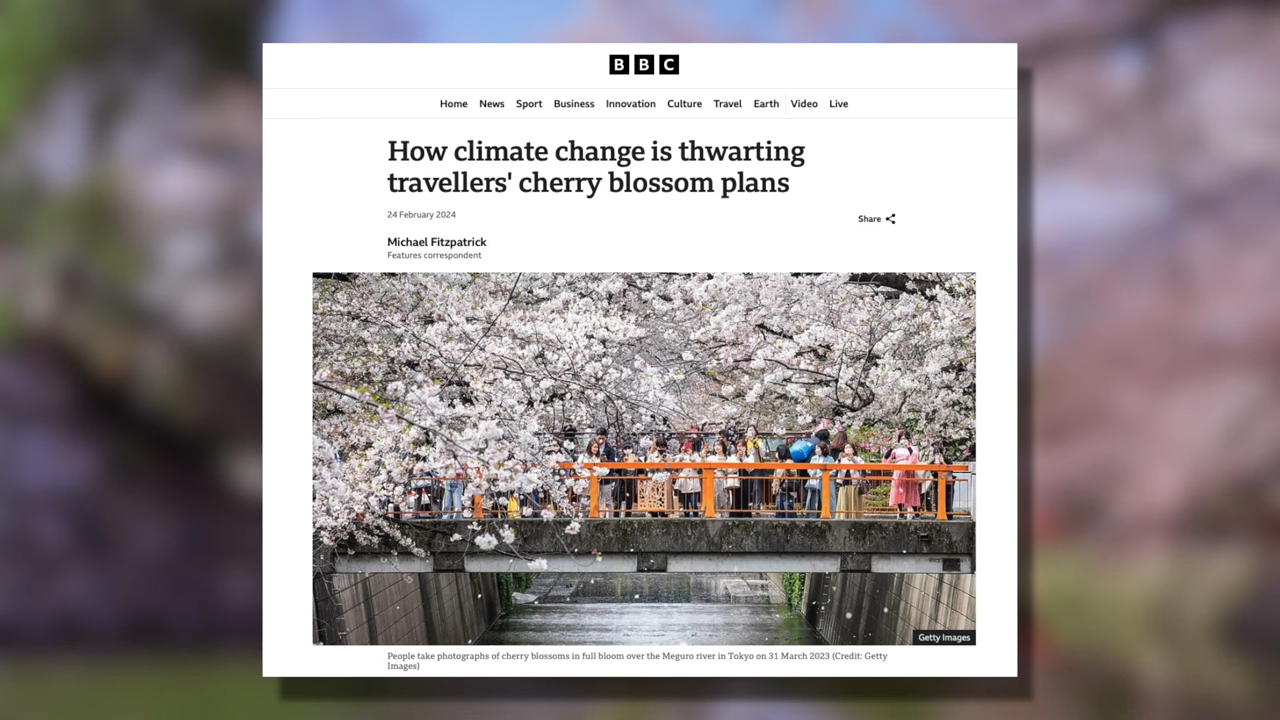 BBC
Home News Sport Business Innovation Culture Travel Earth Video Live
How climate change is thwarting
travellers' cherry blossom plans
24 February 2024
Share
Michael Fitzpatrick
Features correspondent
Getty Images
People take photographs of cherry blossoms in full bloom over the Meguro river in Tokyo on 31 March 2023 (Credit: Getty
Images)